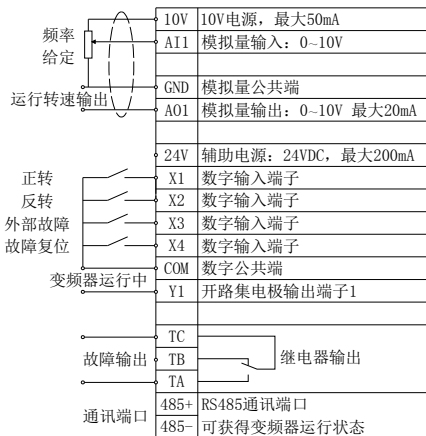 10V 10V电源，最大50mA
频率给定 AI1 模拟量输入：0~10V
GND 模拟量公共端
运行转速输出 AO1 模拟量输出：0~10V 最大20mA
24V 辅助电源：24VDC，最大200mA
正转 X1 数字输入端子
反转 X2 数字输入端子
外部故障 X3 数字输入端子
故障复位 X4 数字输入端子
COM 数字公共端
变频器运行中 Y1 开路集电极输出端子1
TC
故障输出 TB 继电器输出
TA
通讯端口 485+ RS485通讯端口
485- 可获得变频器运行状态